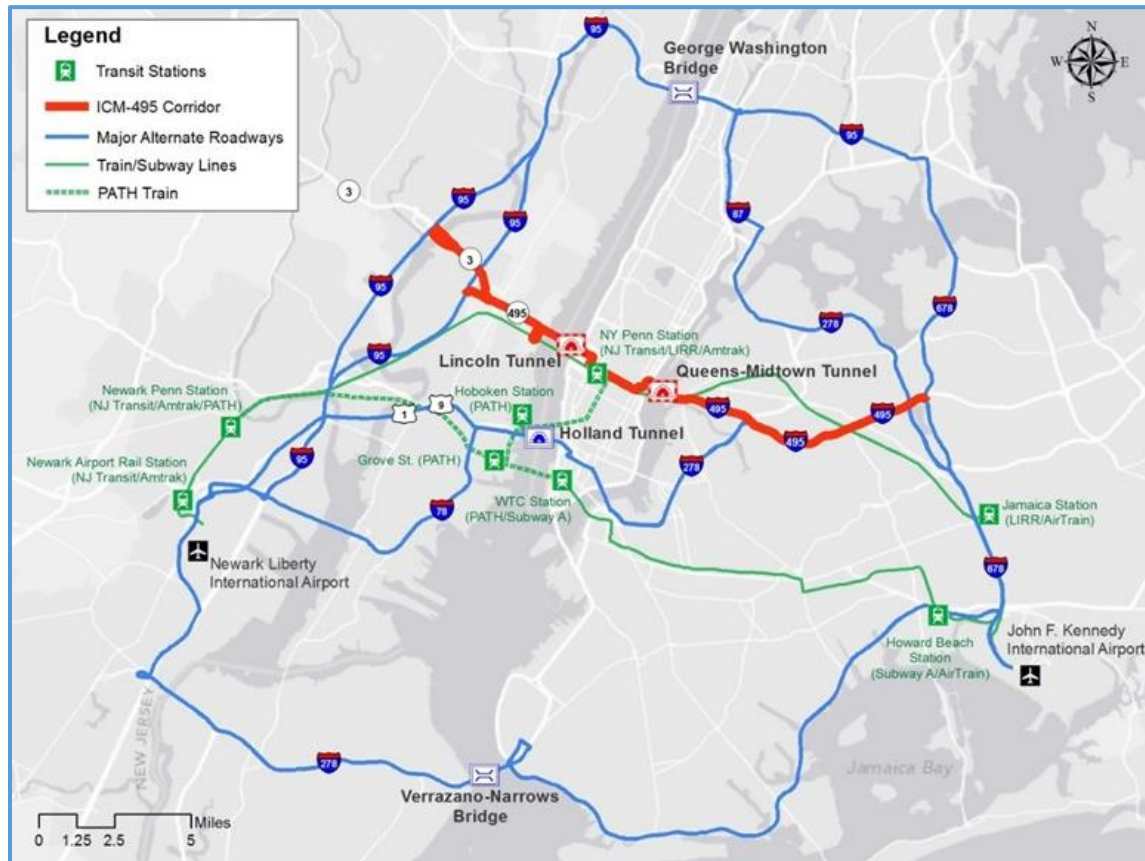 Legend
Transit Stations
ICM-495 Corridor
Major Alternate Roadways
Train/Subway Lines
PATH Train
N
W
E
S
95
George Washington
Bridge
95
3
95
95
87
3
95
678
278
495
NY Penn Station
(NJ Transit/LIRR/Amtrak)
Lincoln Tunnel
95
Queens-Midtown Tunnel
Newark Penn Station
(NJ Transit/Amtrak/PATH)
Hoboken Station
(PATH)
1
9
495
495
495
Holland Tunnel
Newark Airport Rail Station
(NJ Transit/Amtrak)
95
Grove St. (PATH)
278
WTC Station
(PATH/Subway A)
78
Jamaica Station
(LIRR/AirTrain)
Newark Liberty
International Airport
678
John F. Kennedy
International Airport
Howard Beach
Station
(Subway A/AirTrain)
NEW JERSEY
278
Verrazano-Narrows
Bridge
Jamaica Bay
Miles
0 1.25 2.5 5